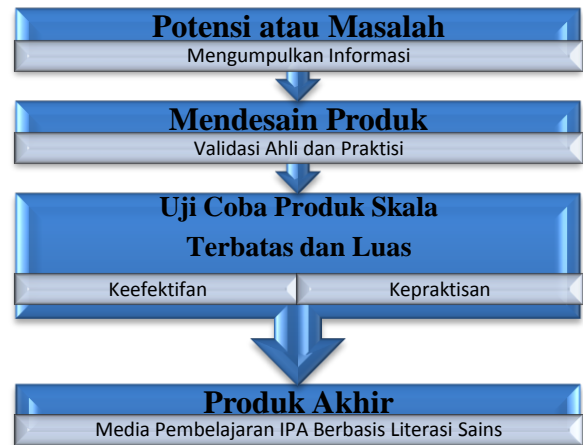 Potensi atau Masalah
Mengumpulkan Informasi
Mendesain Produk
Validasi Ahli dan Praktisi
Uji Coba Produk Skala
Terbatas dan Luas
Keefektifan
Kepraktisan
Produk Akhir
Media Pembelajaran IPA Berbasis Literasi Sains